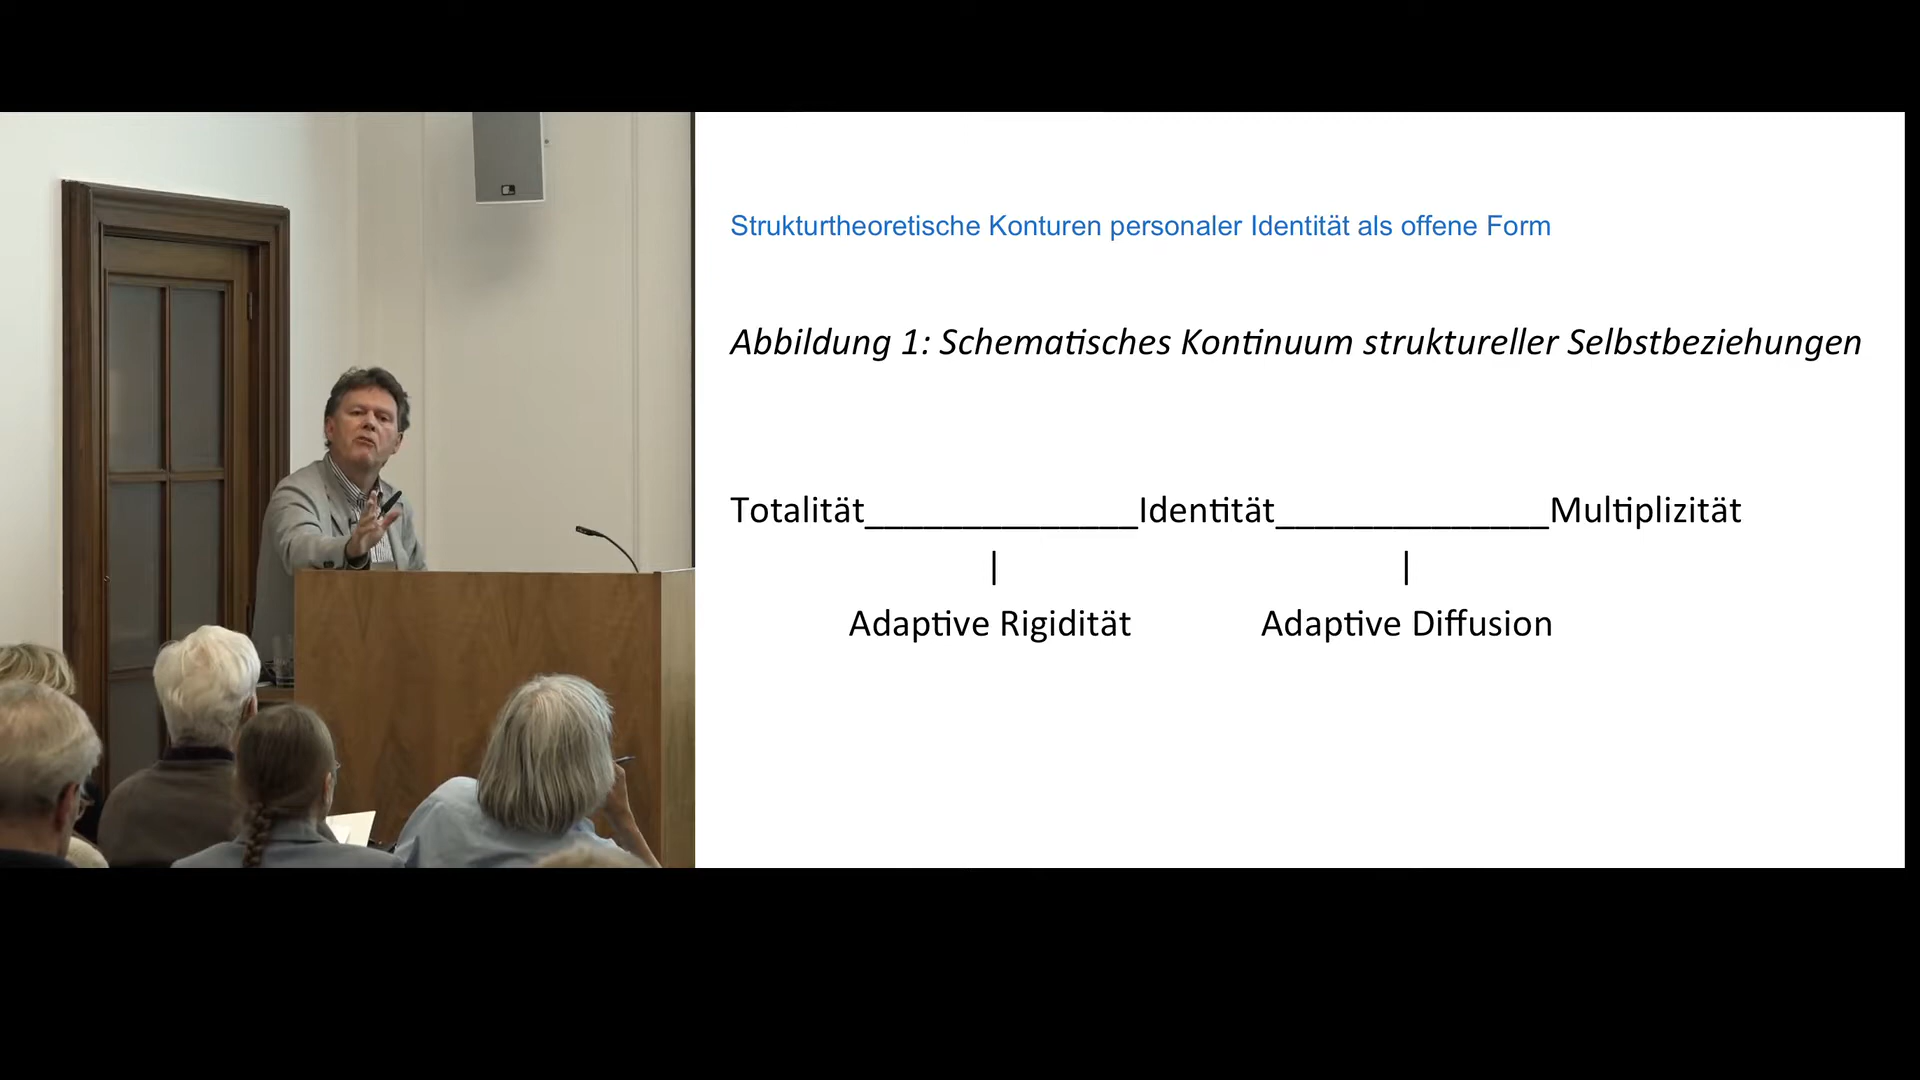 Strukturtheoretische Konturen personaler Identität als offene Form
Abbildung 1: Schematisches Kontinuum struktureller Selbstbeziehungen
Totalität______________Identität______________Multiplizität
| |
Adaptive Rigidität Adaptive Diffusion